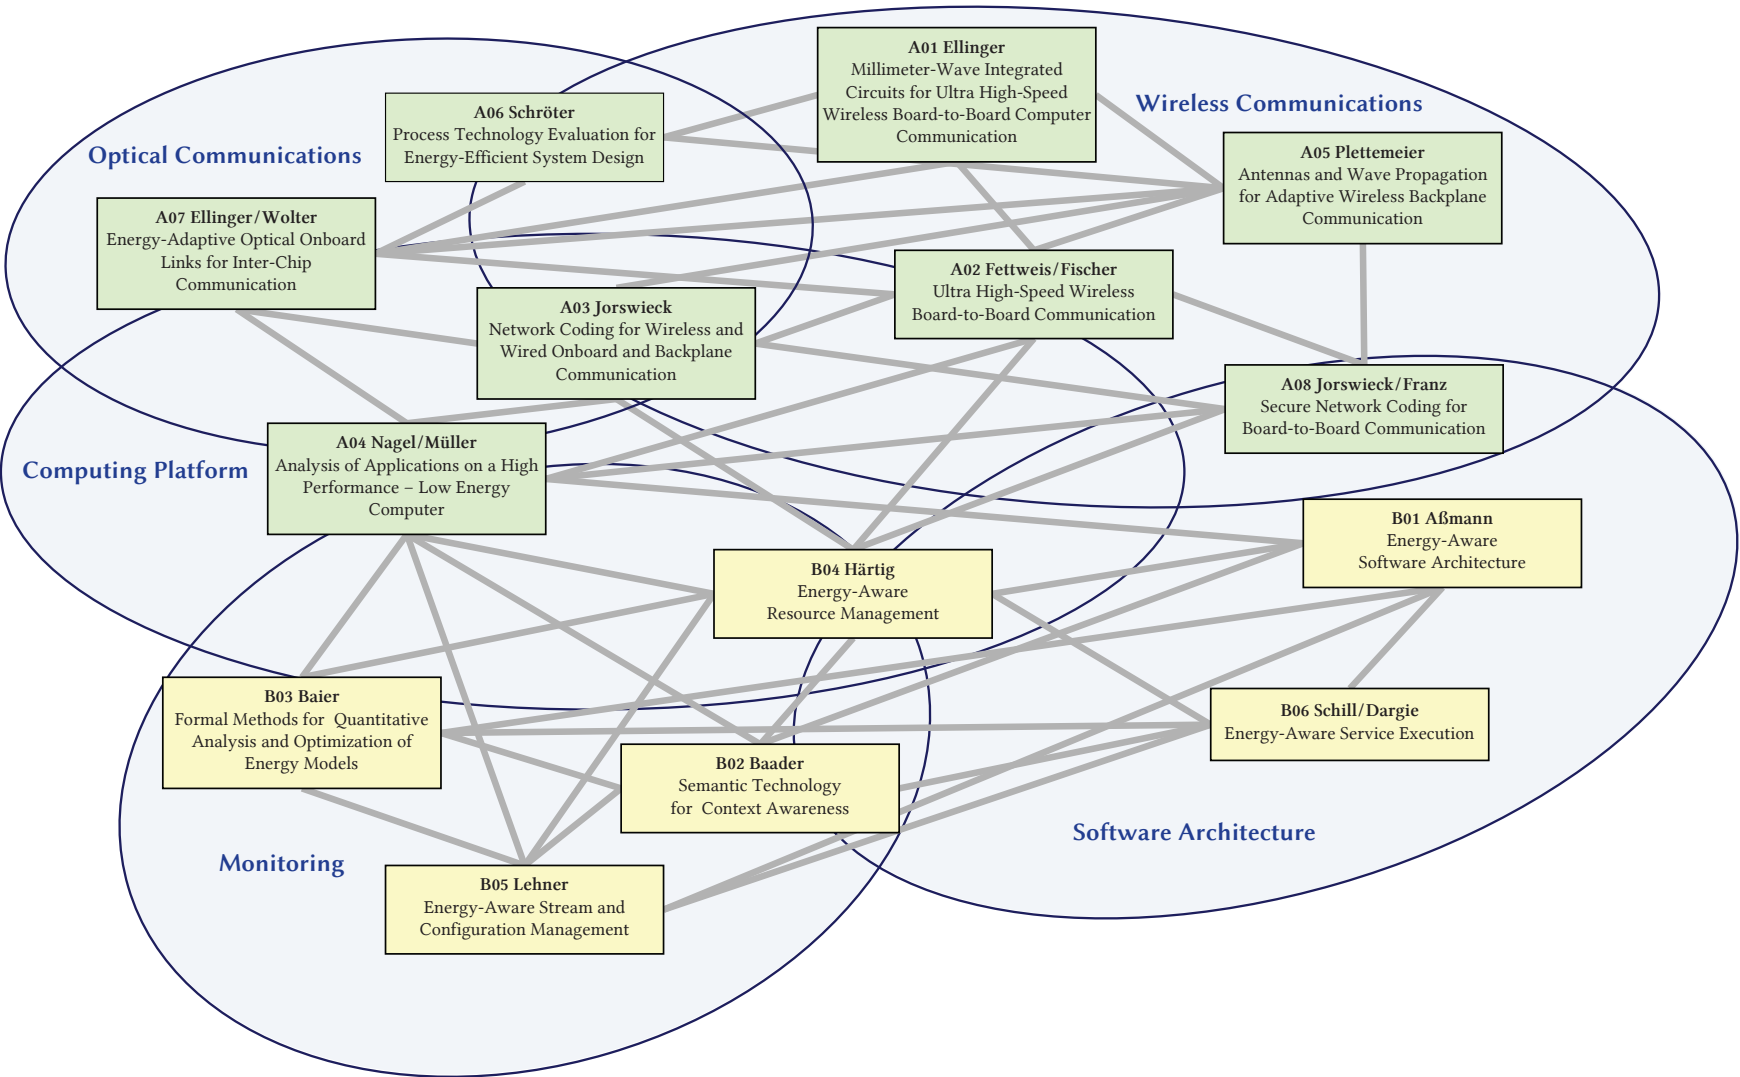 A01 Ellinger
Millimeter-Wave Integrated
Circuits for Ultra High-Speed
Wireless Board-to-Board Computer
Communication
Wireless Communications
A06 Schröter
Process Technology Evaluation for
Energy-Efficient System Design
Optical Communications
A05 Plettemeier
Antennas and Wave Propagation
for Adaptive Wireless Backplane
Communication
A07 Ellinger/Wolter
Energy-Adaptive Optical Onboard
Links for Inter-Chip
Communication
A02 Fettweis/Fischer
Ultra High-Speed Wireless
Board-to-Board Communication
A03 Jorswieck
Network Coding for Wireless and
Wired Onboard and Backplane
Communication
A08 Jorswieck/Franz
Secure Network Coding for
Board-to-Board Communication
A04 Nagel/Müller
Analysis of Applications on a High
Performance – Low Energy
Computer
Computing Platform
B01 Aßmann
Energy-Aware
Software Architecture
B04 Härtig
Energy-Aware
Resource Management
B03 Baier
Formal Methods for Quantitative
Analysis and Optimization of
Energy Models
B06 Schill/Dargie
Energy-Aware Service Execution
B02 Baader
Semantic Technology
for Context Awareness
Software Architecture
Monitoring
B05 Lehner
Energy-Aware Stream and
Configuration Management